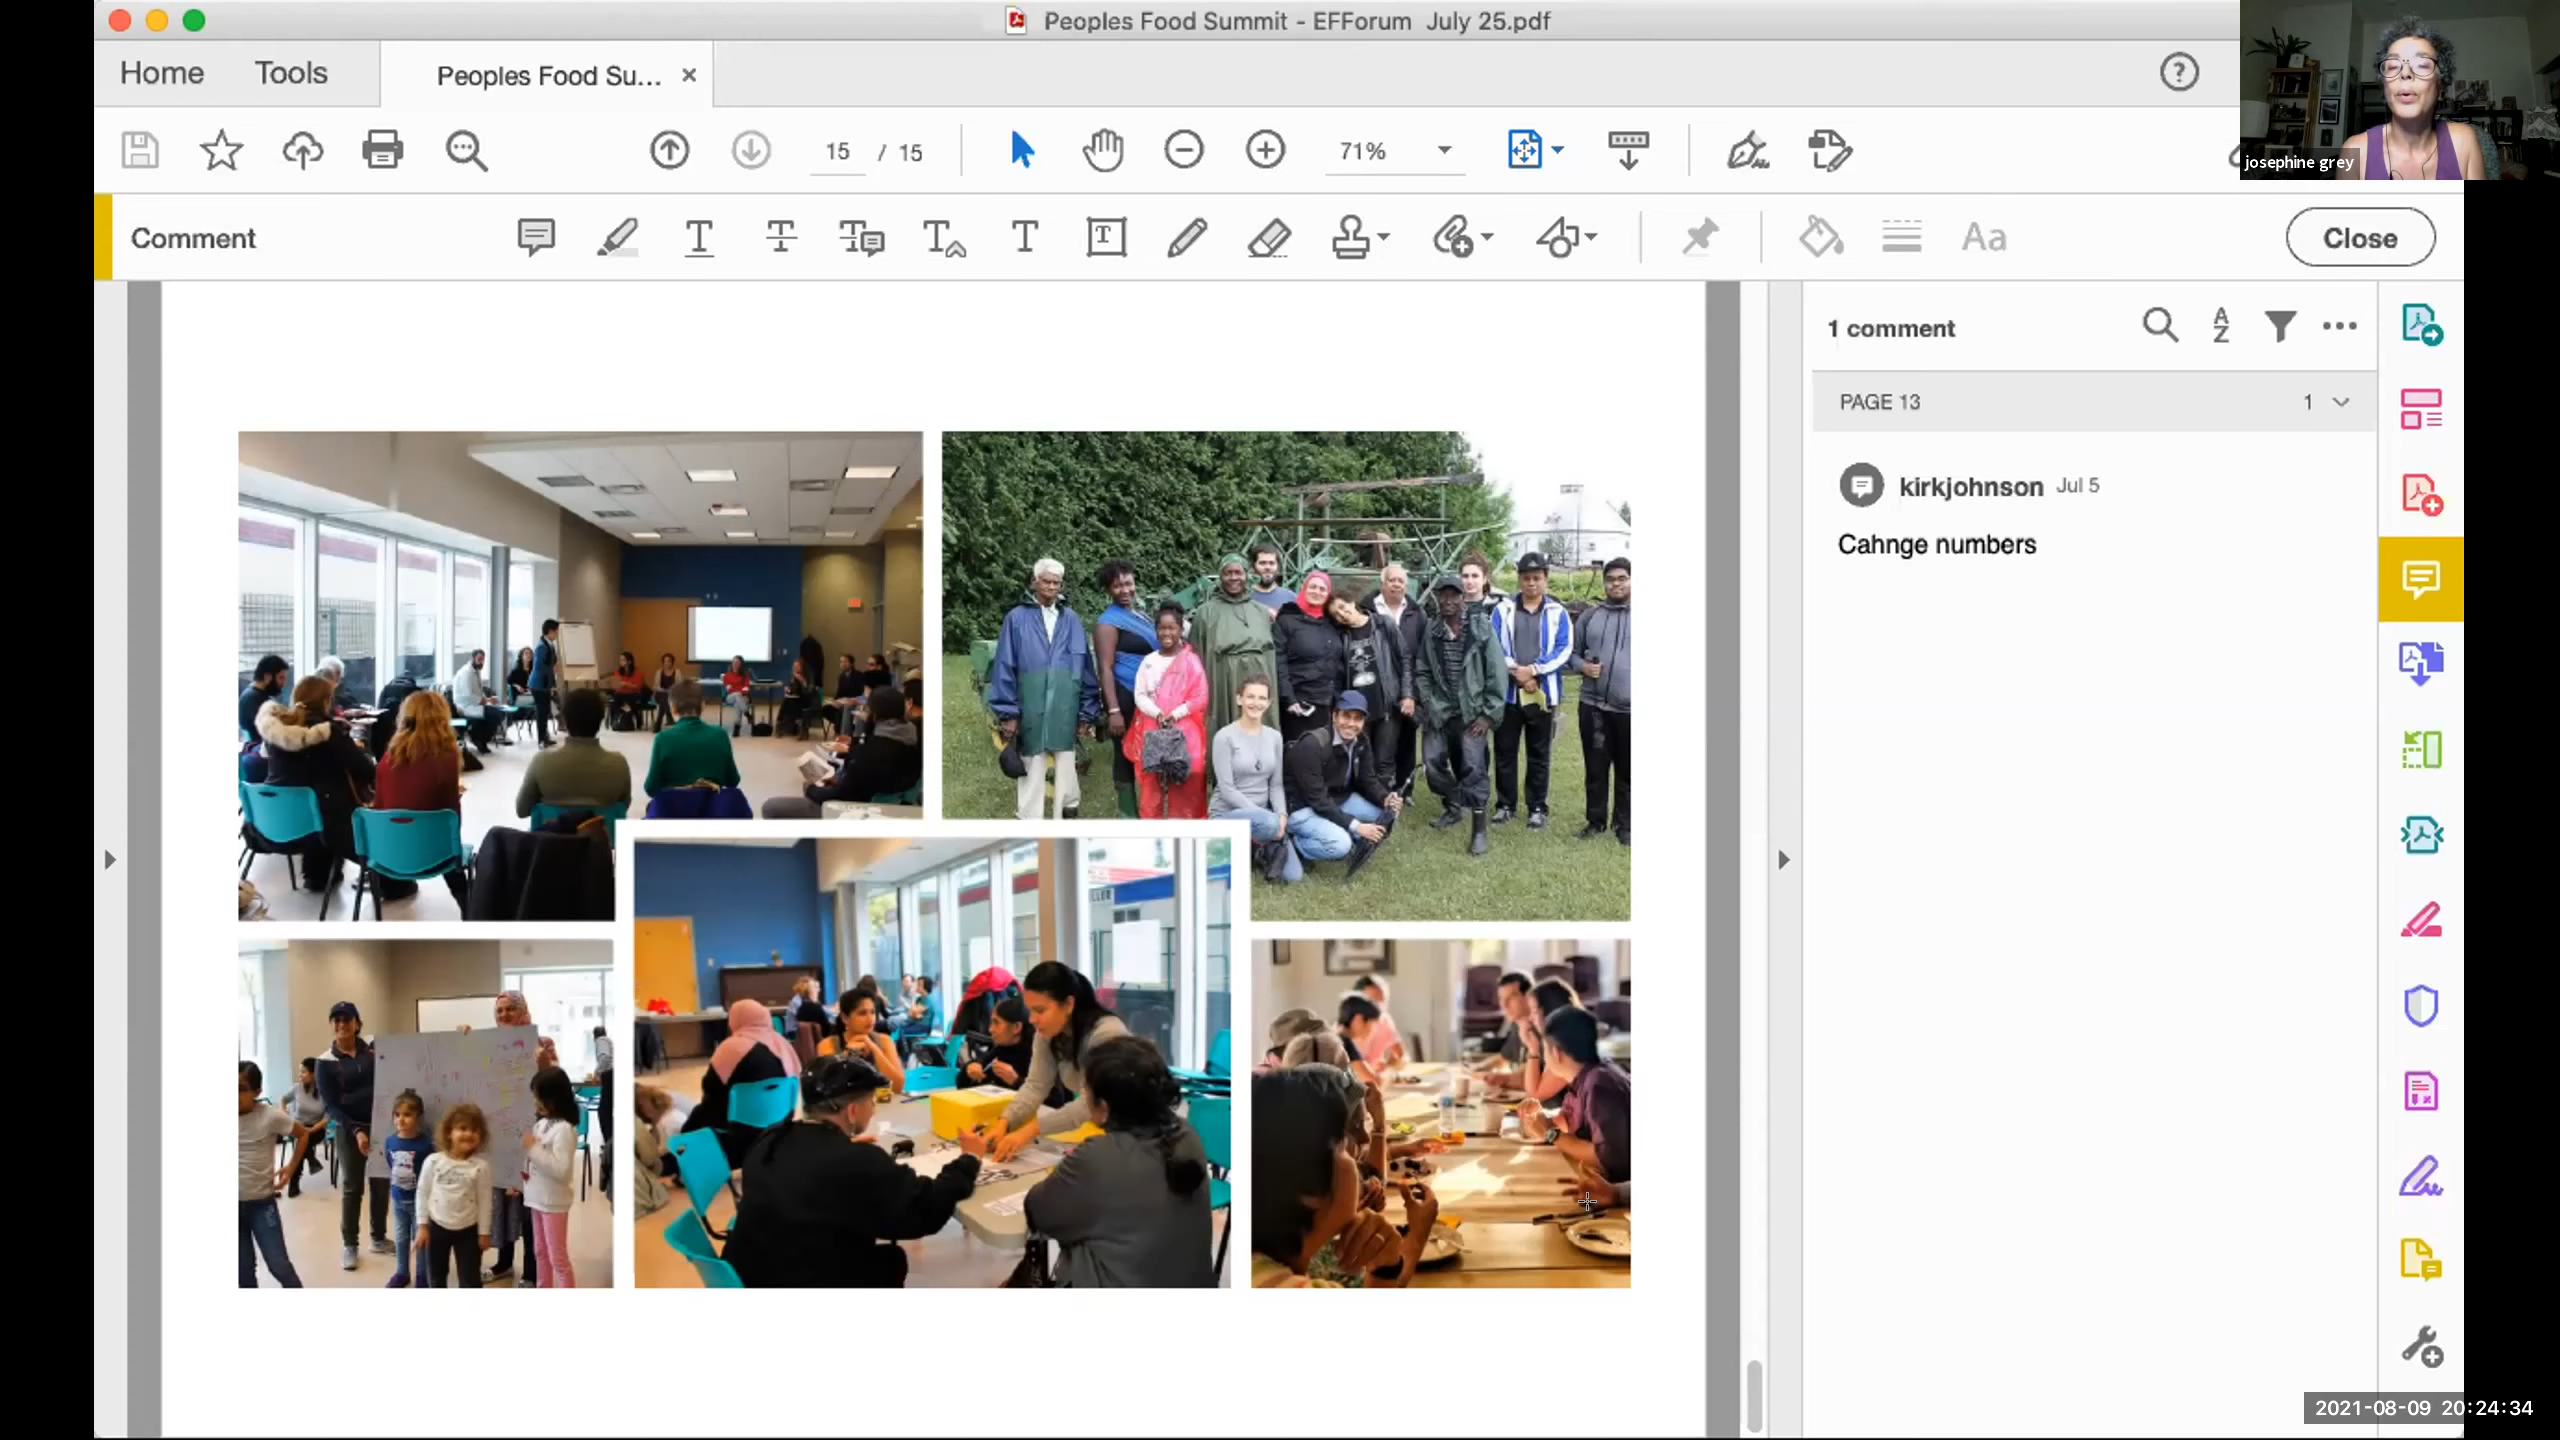 Peoples Food Summit - EFForum July 25.pdf
Home
Tools
Peoples Food Su...
josephine grey
15 / 15
71%
Comment
Aa
Close
1 comment
PAGE 13
1
kirkjohnson Jul 5
Cahnge numbers
2021-08-09 20:24:34